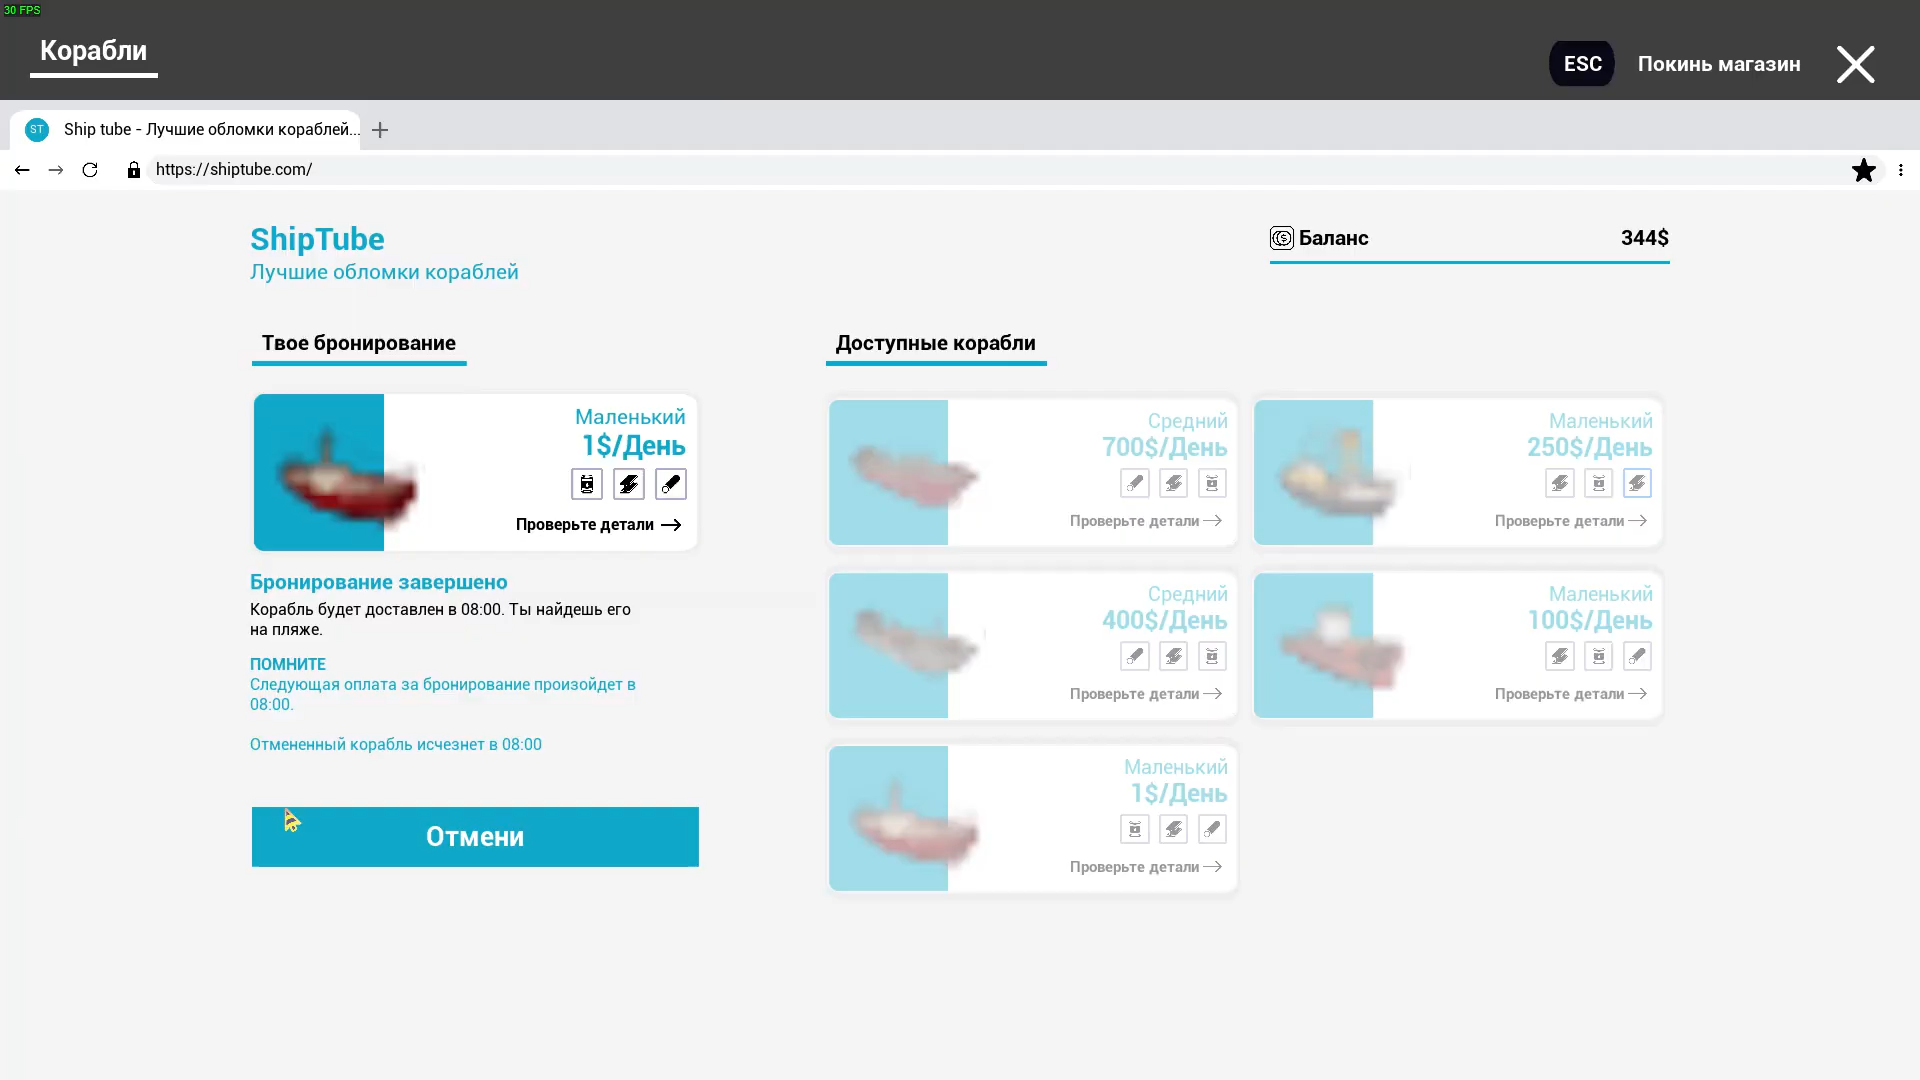 30 FPS
Корабли
ESC Покинь магазин
ST Ship tube - Лучшие обломки кораблей...
https://shiptube.com/
ShipTube
Лучшие обломки кораблей
Баланс 344$
Твое бронирование
Маленький
1$/День
Проверьте детали
Бронирование завершено
Корабль будет доставлен в 08:00. Ты найдешь его
на пляже.
ПОМНИТЕ
Следующая оплата за бронирование произойдет в
08:00.
Отмененный корабль исчезнет в 08:00
Отмени
Доступные корабли
Средний
700$/День
Проверьте детали
Маленький
250$/День
Проверьте детали
Средний
400$/День
Проверьте детали
Маленький
100$/День
Проверьте детали
Маленький
1$/День
Проверьте детали